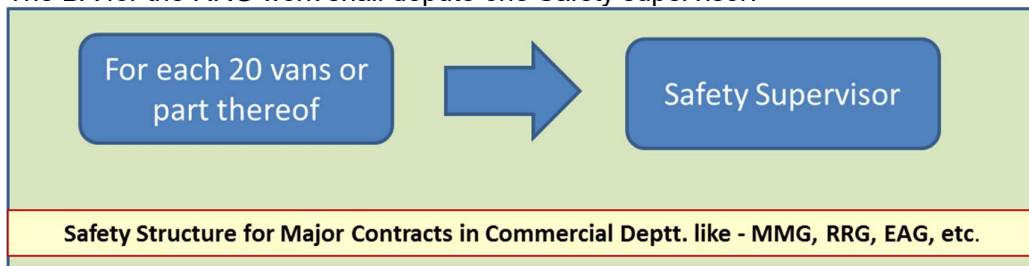 For each 20 vans or
part thereof
Safety Supervisor
Safety Structure for Major Contracts in Commercial Deptt. like - MMG, RRG, EAG, etc.